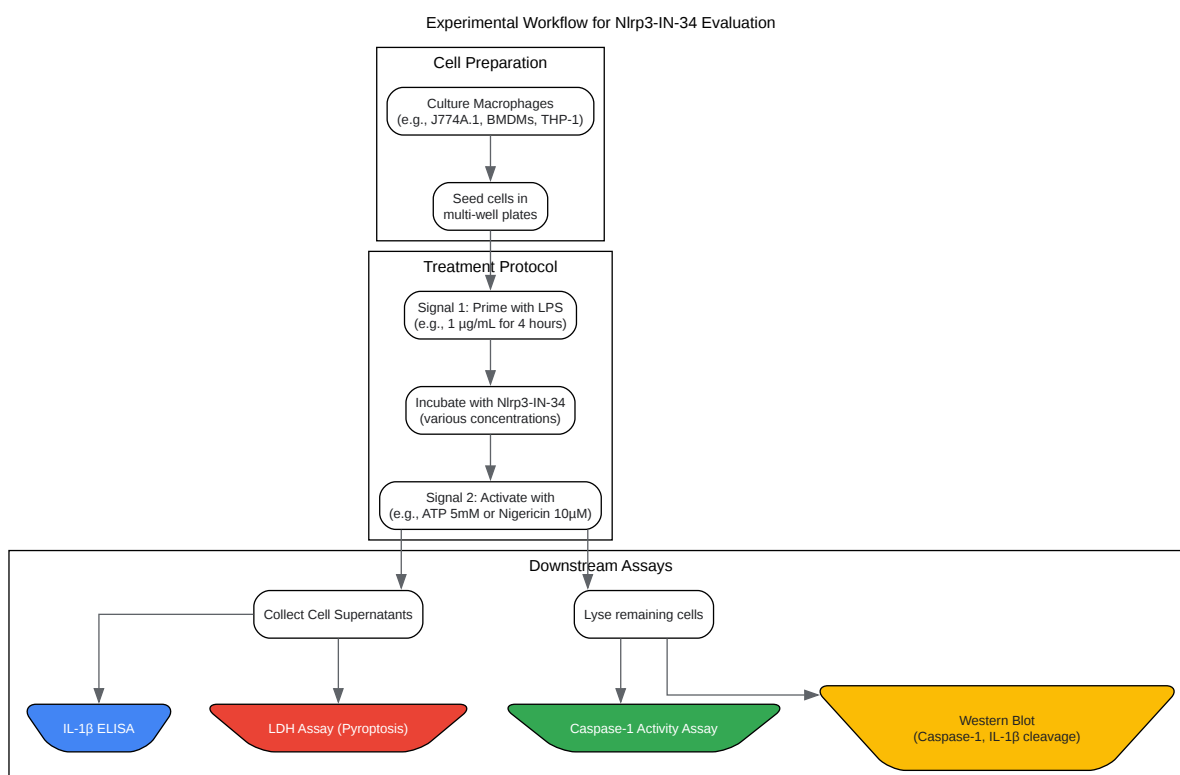 Experimental Workflow for Nlrp3-IN-34 Evaluation
Cell Preparation
Culture Macrophages
(e.g., J774A.1, BMDMs, THP-1)
Seed cells in
multi-well plates
Treatment Protocol
Signal 1: Prime with LPS
(e.g., 1 µg/mL for 4 hours)
Incubate with Nlrp3-IN-34
(various concentrations)
Signal 2: Activate with
(e.g., ATP 5mM or Nigericin 10µM)
Downstream Assays
Collect Cell Supernatants
Lyse remaining cells
IL-1β ELISA
LDH Assay (Pyroptosis)
Caspase-1 Activity Assay
Western Blot
(Caspase-1, IL-1β cleavage)